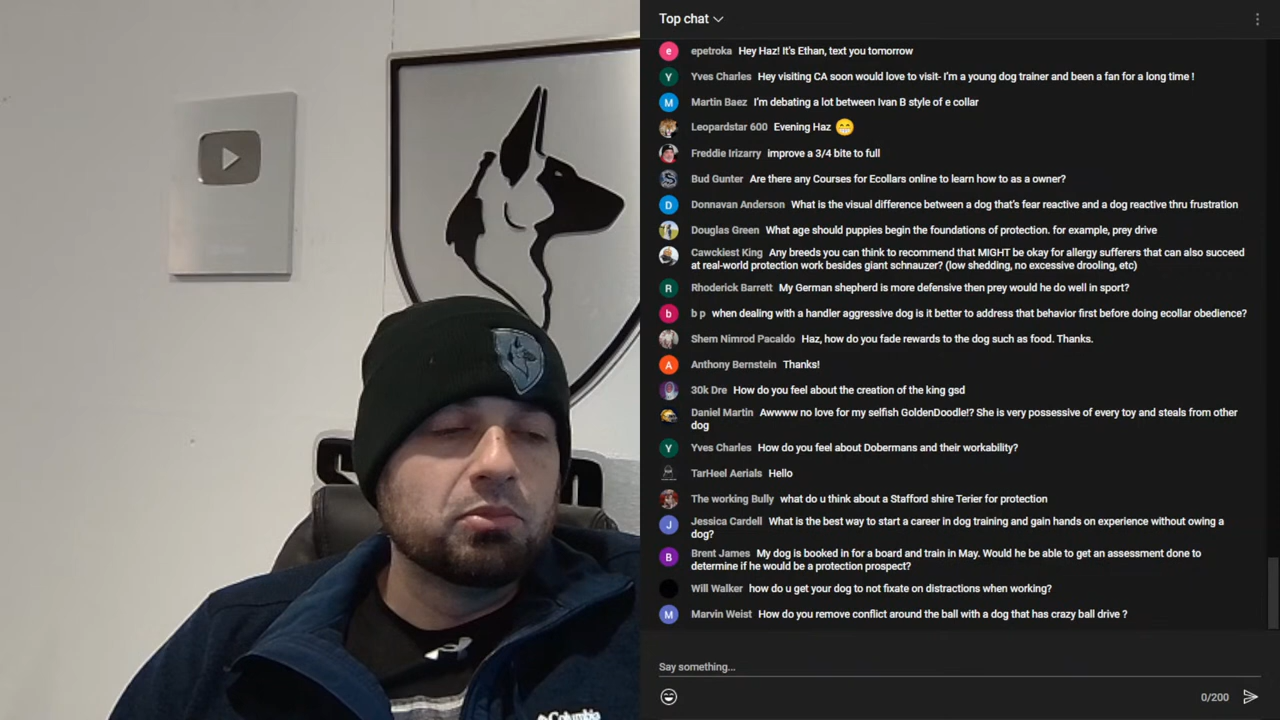 Top chat
epetroka Hey Haz! It's Ethan, text you tomorrow
Yves Charles Hey visiting CA soon would love to visit- I'm a young dog trainer and been a fan for a long time !
Martin Baez I'm debating a lot between Ivan B style of e collar
Leopardstar 600 Evening Haz 😁
Freddie Irizarry improve a 3/4 bite to full
Bud Gunter Are there any Courses for Ecollars online to learn how to as a owner?
Donnavan Anderson What is the visual difference between a dog that's fear reactive and a dog reactive thru frustration
Douglas Green What age should puppies begin the foundations of protection. for example, prey drive
Cawckiest King Any breeds you can think to recommend that MIGHT be okay for allergy sufferers that can also succeed
at real-world protection work besides giant schnauzer? (low shedding, no excessive drooling, etc)
Rhoderick Barrett My German shepherd is more defensive then prey would he do well in sport?
b p when dealing with a handler aggressive dog is it better to address that behavior first before doing ecollar obedience?
Shem Nimrod Pacaldo Haz, how do you fade rewards to the dog such as food. Thanks.
Anthony Bernstein Thanks!
30k Dre How do you feel about the creation of the king gsd
Daniel Martin Awwww no love for my selfish GoldenDoodle!? She is very possessive of every toy and steals from other
dog
Yves Charles How do you feel about Dobermans and their workability?
TarHeel Aerials Hello
The working Bully what do u think about a Stafford shire Terier for protection
Jessica Cardell What is the best way to start a career in dog training and gain hands on experience without owing a
dog?
Brent James My dog is booked in for a board and train in May. Would he be able to get an assessment done to
determine if he would be a protection prospect?
Will Walker how do u get your dog to not fixate on distractions when working?
Marvin Weist How do you remove conflict around the ball with a dog that has crazy ball drive ?
Say something...
0/200
e
Y
M
D
R
b
A
Y
J
B
M
Columbia